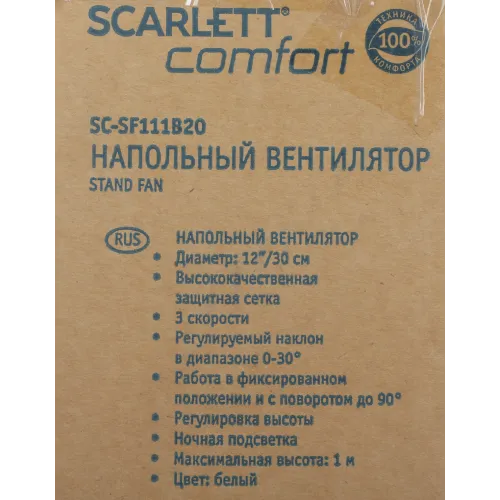 SCARLETT®
comfort
ТЕХНИКА
100%
КОМФОРТА
SC-SF111B20
НАПОЛЬНЫЙ ВЕНТИЛЯТОР
STAND FAN
RUS
НАПОЛЬНЫЙ ВЕНТИЛЯТОР
• Диаметр: 12"/30 см
• Высококачественная
защитная сетка
• 3 скорости
• Регулируемый наклон
в диапазоне 0-30°
• Работа в фиксированном
положении и с поворотом до 90°
• Регулировка высоты
• Ночная подсветка
• Максимальная высота: 1 м
• Цвет: белый